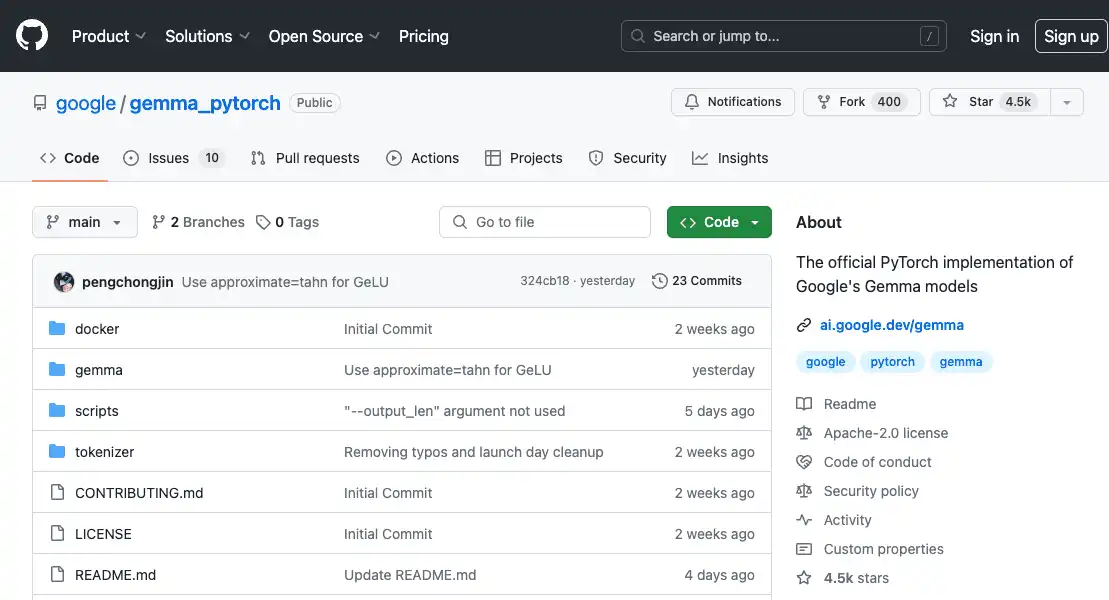 Product Solutions Open Source Pricing Search or jump to... / Sign in Sign up
google / gemma_pytorch Public Notifications Fork 400 Star 4.5k
Code Issues 10 Pull requests Actions Projects Security Insights
main 2 Branches 0 Tags Go to file Code
pengchongjin Use approximate=tahn for GeLU 324cb18 · yesterday 23 Commits
docker Initial Commit 2 weeks ago
gemma Use approximate=tahn for GeLU yesterday
scripts "--output_len" argument not used 5 days ago
tokenizer Removing typos and launch day cleanup 2 weeks ago
CONTRIBUTING.md Initial Commit 2 weeks ago
LICENSE Initial Commit 2 weeks ago
README.md Update README.md 4 days ago
About
The official PyTorch implementation of
Google's Gemma models
ai.google.dev/gemma
google pytorch gemma
Readme
Apache-2.0 license
Code of conduct
Security policy
Activity
Custom properties
4.5k stars